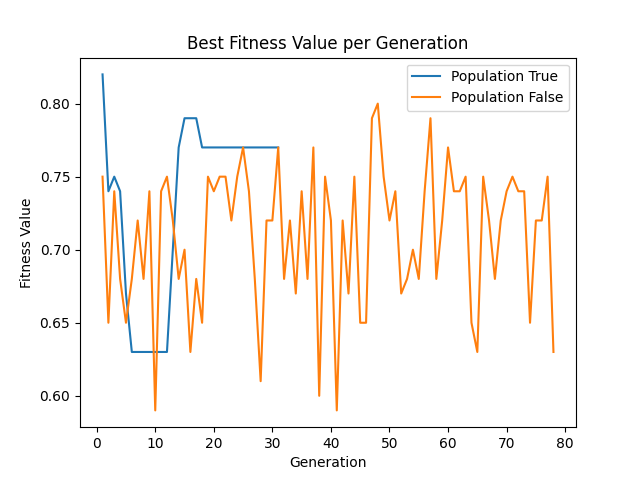 Best Fitness Value per Generation
Population True
Population False
Fitness Value
0.80
0.75
0.70
0.65
0.60
0 10 20 30 40 50 60 70 80
Generation